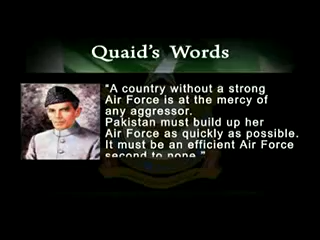 Quaid's Words
"A country without a strong
Air Force is at the mercy of
any aggressor.
Pakistan must build up her
Air Force as quickly as possible.
It must be an efficient Air Force
second to none."